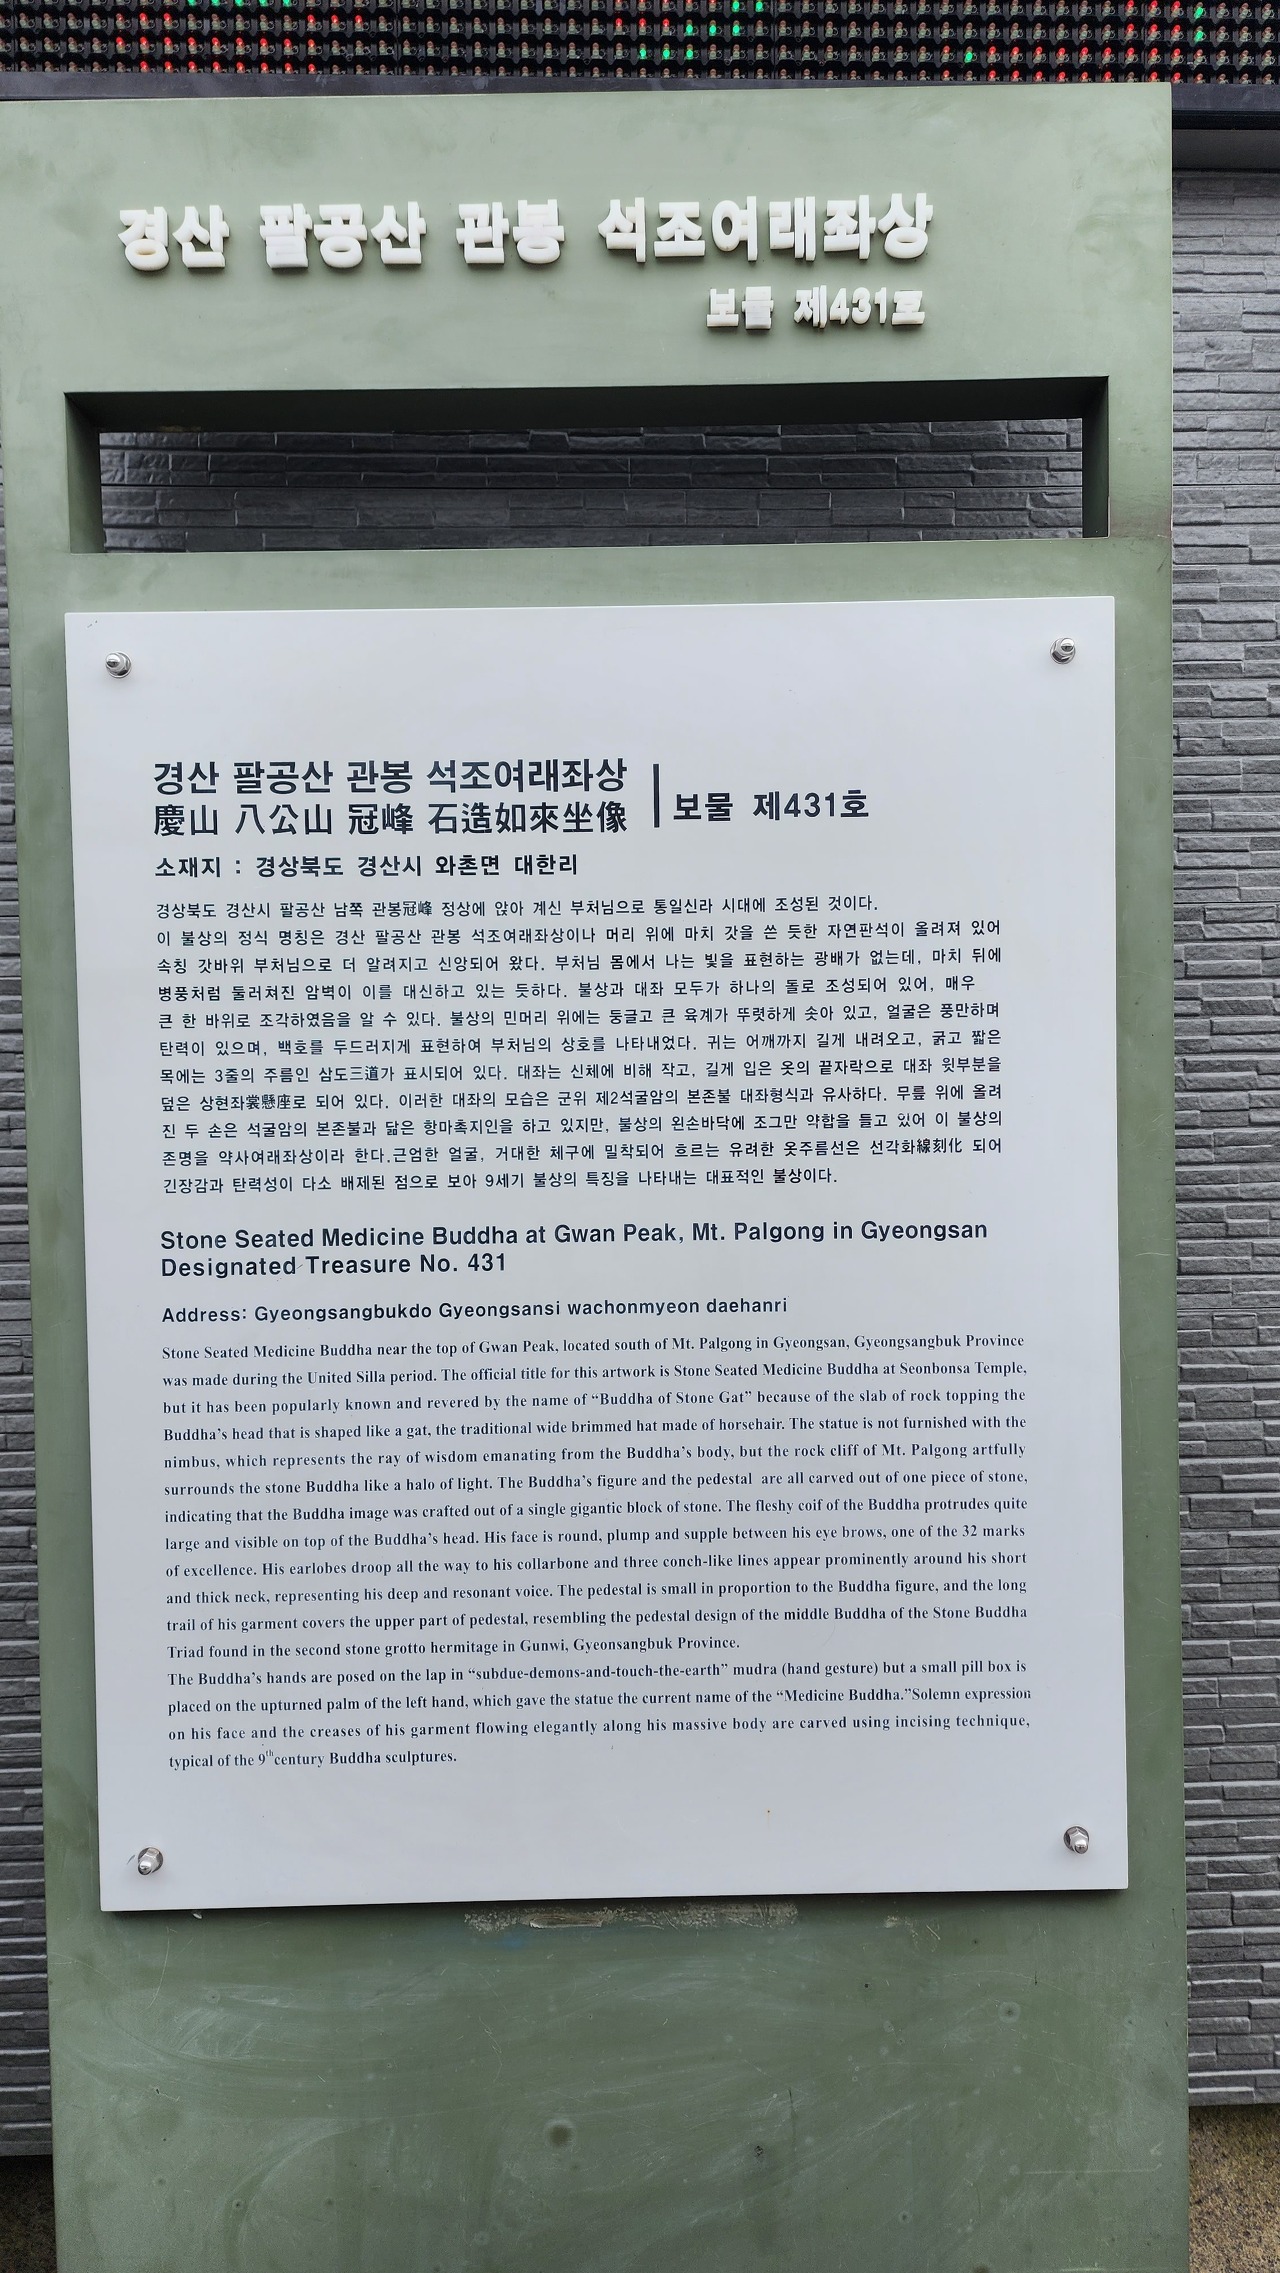 경산 팔공산 관봉 석조여래좌상
보물 제431호
경산 팔공산 관봉 석조여래좌상
慶山 八公山 冠峰 石造如來坐像
보물 제431호
소재지 : 경상북도 경산시 와촌면 대한리
경상북도 경산시 팔공산 남쪽 관봉冠峰 정상에 앉아 계신 부처님으로 통일신라 시대에 조성된 것이다.
이 불상의 정식 명칭은 경산 팔공산 관봉 석조여래좌상이나 머리 위에 마치 갓을 쓴 듯한 자연판석이 올려져 있어
속칭 갓바위 부처님으로 더 알려지고 신앙되어 왔다. 부처님 몸에서 나는 빛을 표현하는 광배가 없는데, 마치 뒤에
병풍처럼 둘러쳐진 암벽이 이를 대신하고 있는 듯하다. 불상과 대좌 모두가 하나의 돌로 조성되어 있어, 매우
큰 한 바위로 조각하였음을 알 수 있다. 불상의 민머리 위에는 둥글고 큰 육계가 뚜렷하게 솟아 있고, 얼굴은 풍만하며
탄력이 있으며, 백호를 두드러지게 표현하여 부처님의 상호를 나타내었다. 귀는 어깨까지 길게 내려오고, 굵고 짧은
목에는 3줄의 주름인 삼도三道가 표시되어 있다. 대좌는 신체에 비해 작고, 길게 입은 옷의 끝자락으로 대좌 윗부분을
덮은 상현좌裳懸座로 되어 있다. 이러한 대좌의 모습은 군위 제2석굴암의 본존불 대좌형식과 유사하다. 무릎 위에 올려
진 두 손은 석굴암의 본존불과 닮은 항마촉지인을 하고 있지만, 불상의 왼손바닥에 조그만 약합을 들고 있어 이 불상의
존명을 약사여래좌상이라 한다.근엄한 얼굴, 거대한 체구에 밀착되어 흐르는 유려한 옷주름선은 선각화線刻化 되어
긴장감과 탄력성이 다소 배제된 점으로 보아 9세기 불상의 특징을 나타내는 대표적인 불상이다.
Stone Seated Medicine Buddha at Gwan Peak, Mt. Palgong in Gyeongsan
Designated Treasure No. 431
Address: Gyeongsangbukdo Gyeongsansi wachonmyeon daehanri
Stone Seated Medicine Buddha near the top of Gwan Peak, located south of Mt. Palgong in Gyeongsan, Gyeongsangbuk Province
was made during the United Silla period. The official title for this artwork is Stone Seated Medicine Buddha at Seonbonsa Temple,
but it has been popularly known and revered by the name of “Buddha of Stone Gat” because of the slab of rock topping the
Buddha’s head that is shaped like a gat, the traditional wide brimmed hat made of horsehair. The statue is not furnished with the
nimbus, which represents the ray of wisdom emanating from the Buddha’s body, but the rock cliff of Mt. Palgong artfully
surrounds the stone Buddha like a halo of light. The Buddha’s figure and the pedestal are all carved out of one piece of stone,
indicating that the Buddha image was crafted out of a single gigantic block of stone. The fleshy coif of the Buddha protrudes quite
large and visible on top of the Buddha’s head. His face is round, plump and supple between his eye brows, one of the 32 marks
of excellence. His earlobes droop all the way to his collarbone and three conch-like lines appear prominently around his short
and thick neck, representing his deep and resonant voice. The pedestal is small in proportion to the Buddha figure, and the long
trail of his garment covers the upper part of pedestal, resembling the pedestal design of the middle Buddha of the Stone Buddha
Triad found in the second stone grotto hermitage in Gunwi, Gyeonsangbuk Province.
The Buddha’s hands are posed on the lap in “subdue-demons-and-touch-the-earth” mudra (hand gesture) but a small pill box is
placed on the upturned palm of the left hand, which gave the statue the current name of the “Medicine Buddha.”Solemn expression
on his face and the creases of his garment flowing elegantly along his massive body are carved using incising technique,
typical of the 9th century Buddha sculptures.